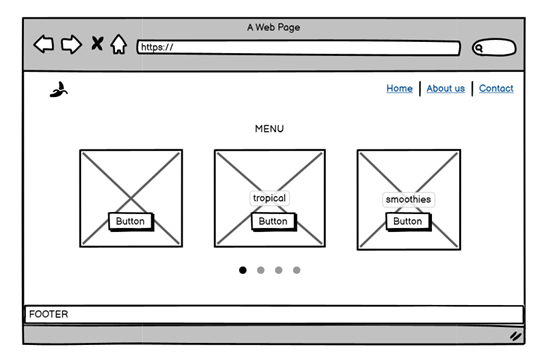 A Web Page
https://
Home About us Contact
MENU
tropical smoothies
Button Button Button
FOOTER